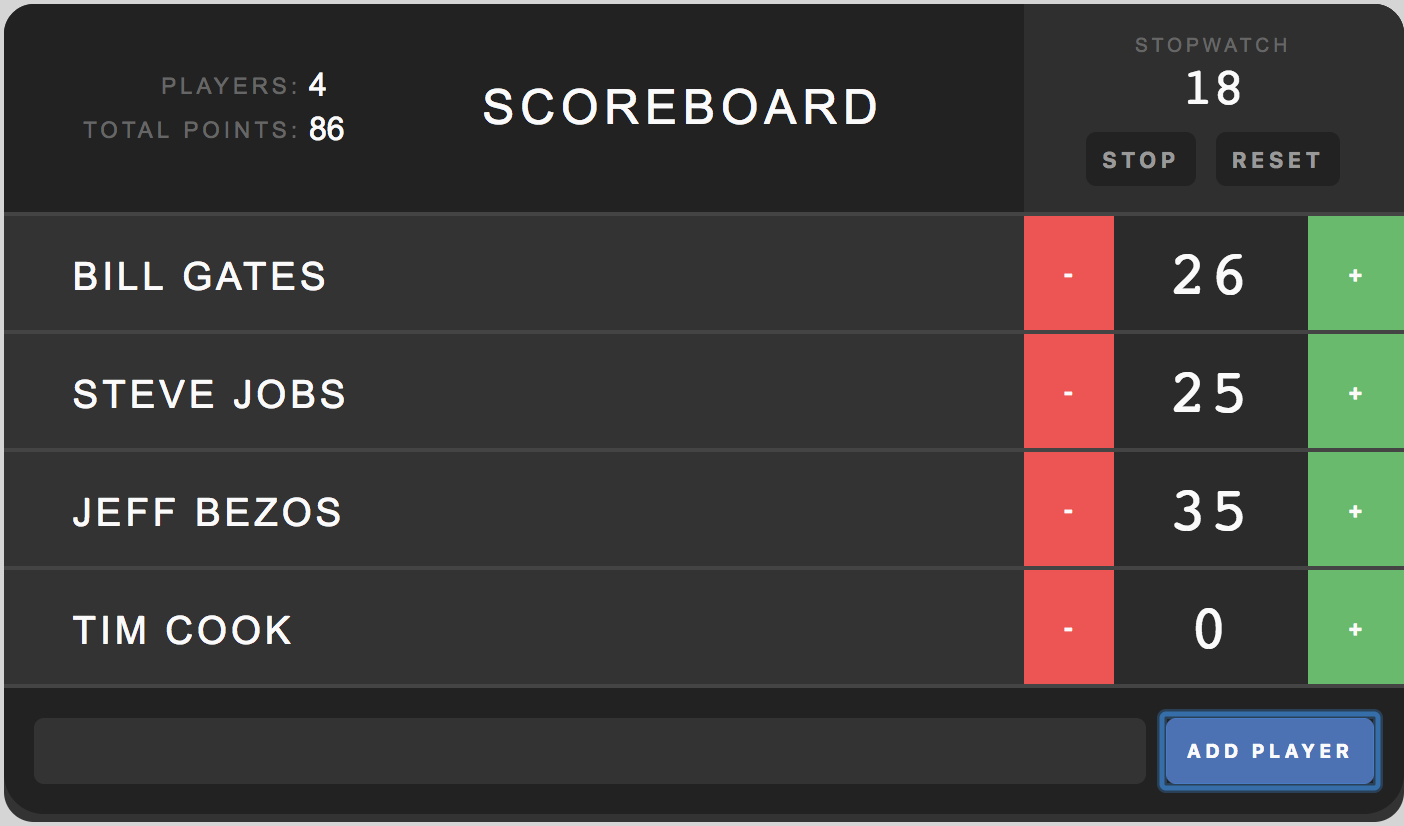 PLAYERS: 4
TOTAL POINTS: 86
SCOREBOARD
STOPWATCH
18
STOP RESET
BILL GATES - 26 +
STEVE JOBS - 25 +
JEFF BEZOS - 35 +
TIM COOK - 0 +
ADD PLAYER